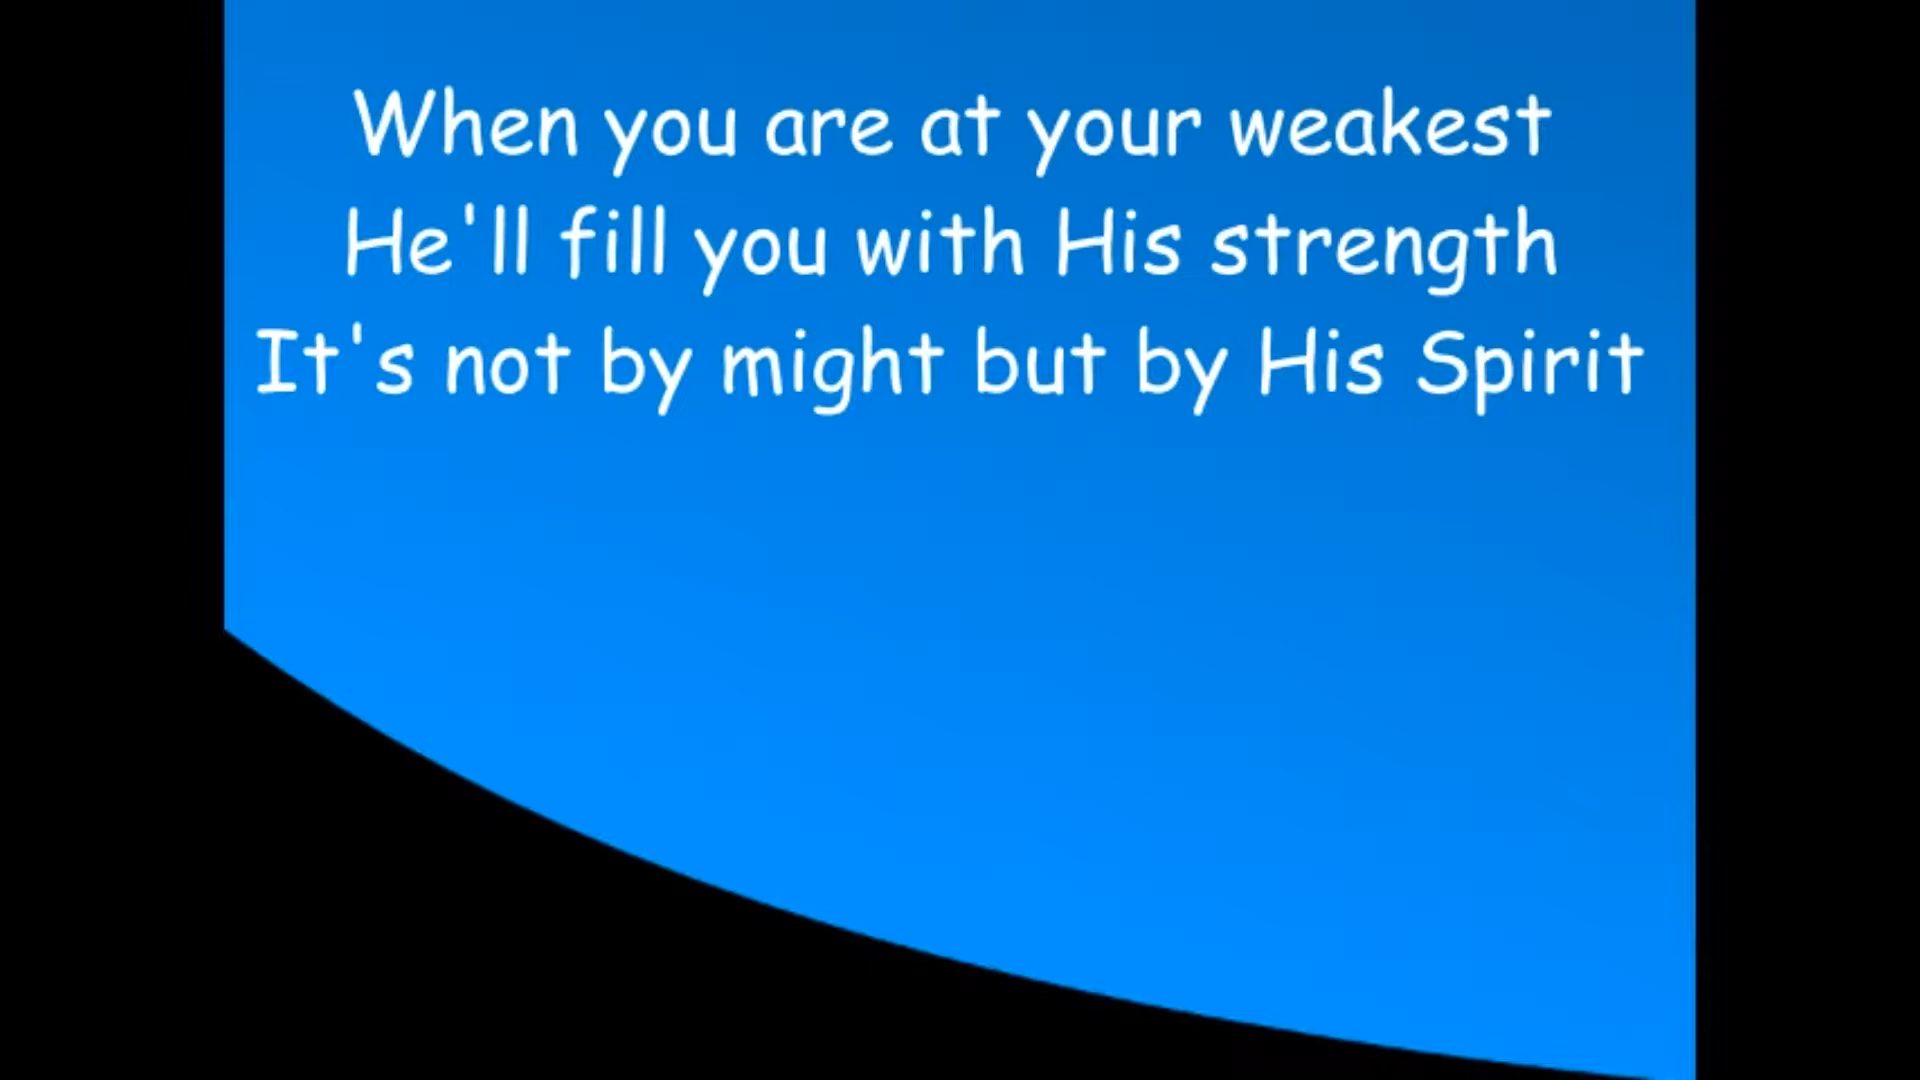 When you are at your weakest
He'll fill you with His strength
It's not by might but by His Spirit